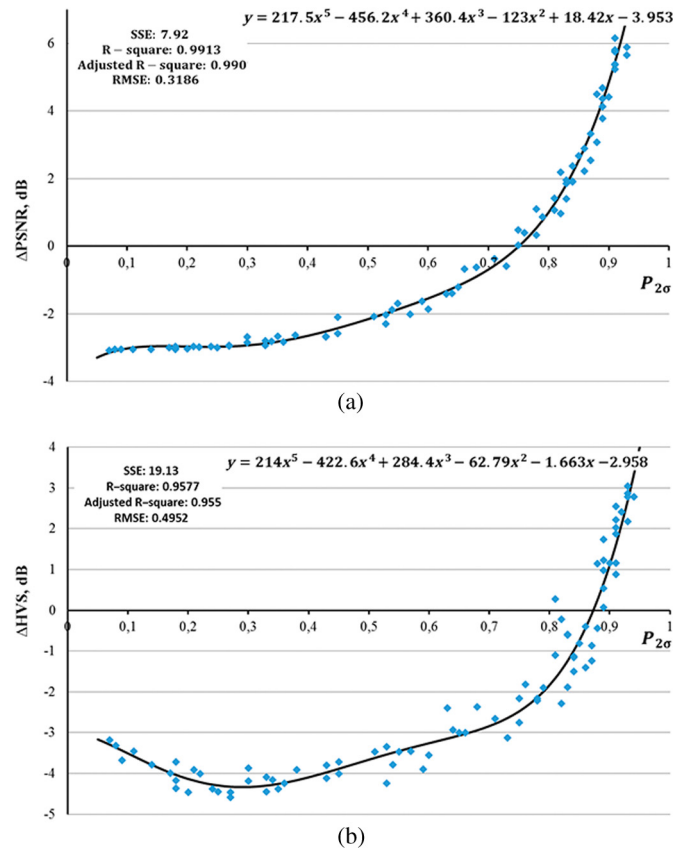 y = 217.5x⁵ − 456.2x⁴ + 360.4x³ − 123x² + 18.42x − 3.953
SSE: 7.92
R − square: 0.9913
Adjusted R − square: 0.990
RMSE: 0.3186
6
4
2
0
-2
-4
ΔPSNR, dB
0 0,1 0,2 0,3 0,4 0,5 0,6 0,7 0,8 0,9 1
P₂σ
(a)
y = 214x⁵ − 422.6x⁴ + 284.4x³ − 62.79x² − 1.663x − 2.958
SSE: 19.13
R–square: 0.9577
Adjusted R–square: 0.955
RMSE: 0.4952
4
3
2
1
0
-1
-2
-3
-4
-5
ΔHVS, dB
0 0,1 0,2 0,3 0,4 0,5 0,6 0,7 0,8 0,9 1
P₂σ
(b)